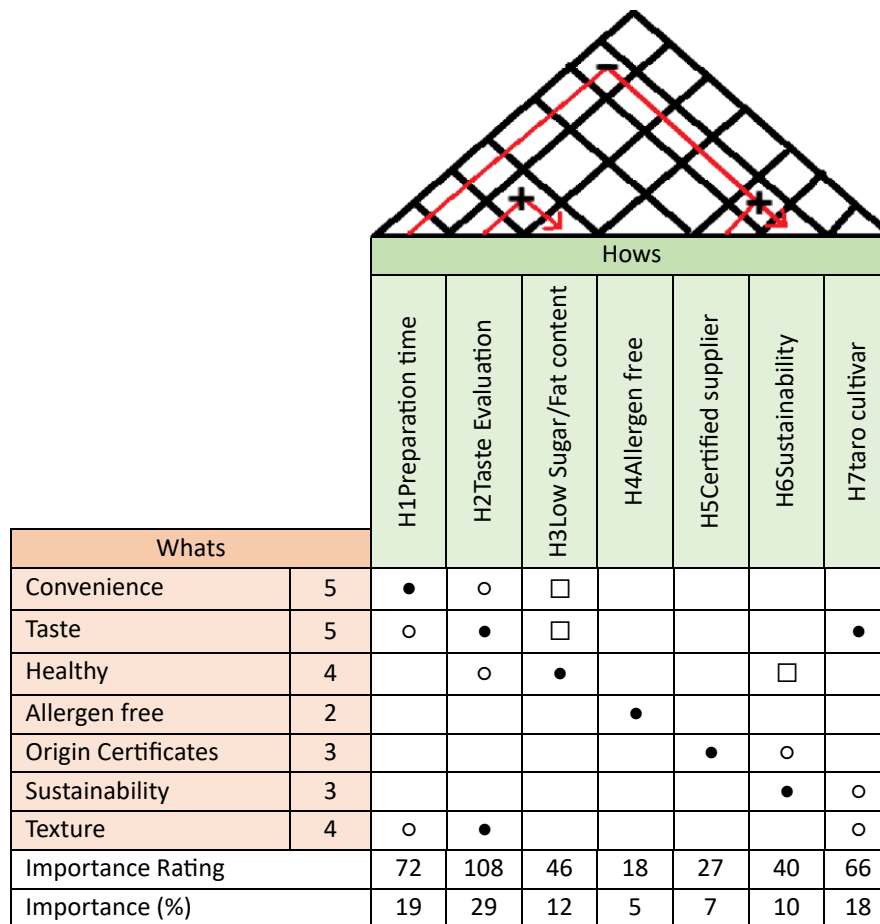 −
+ +
Hows
H1Preparation time H2Taste Evaluation H3Low Sugar/Fat content H4Allergen free H5Certified supplier H6Sustainability H7taro cultivar
Whats
Convenience 5 ● ○ □
Taste 5 ○ ● □ ●
Healthy 4 ○ ● □
Allergen free 2 ●
Origin Certificates 3 ● ○
Sustainability 3 ● ○
Texture 4 ○ ● ○
Importance Rating 72 108 46 18 27 40 66
Importance (%) 19 29 12 5 7 10 18